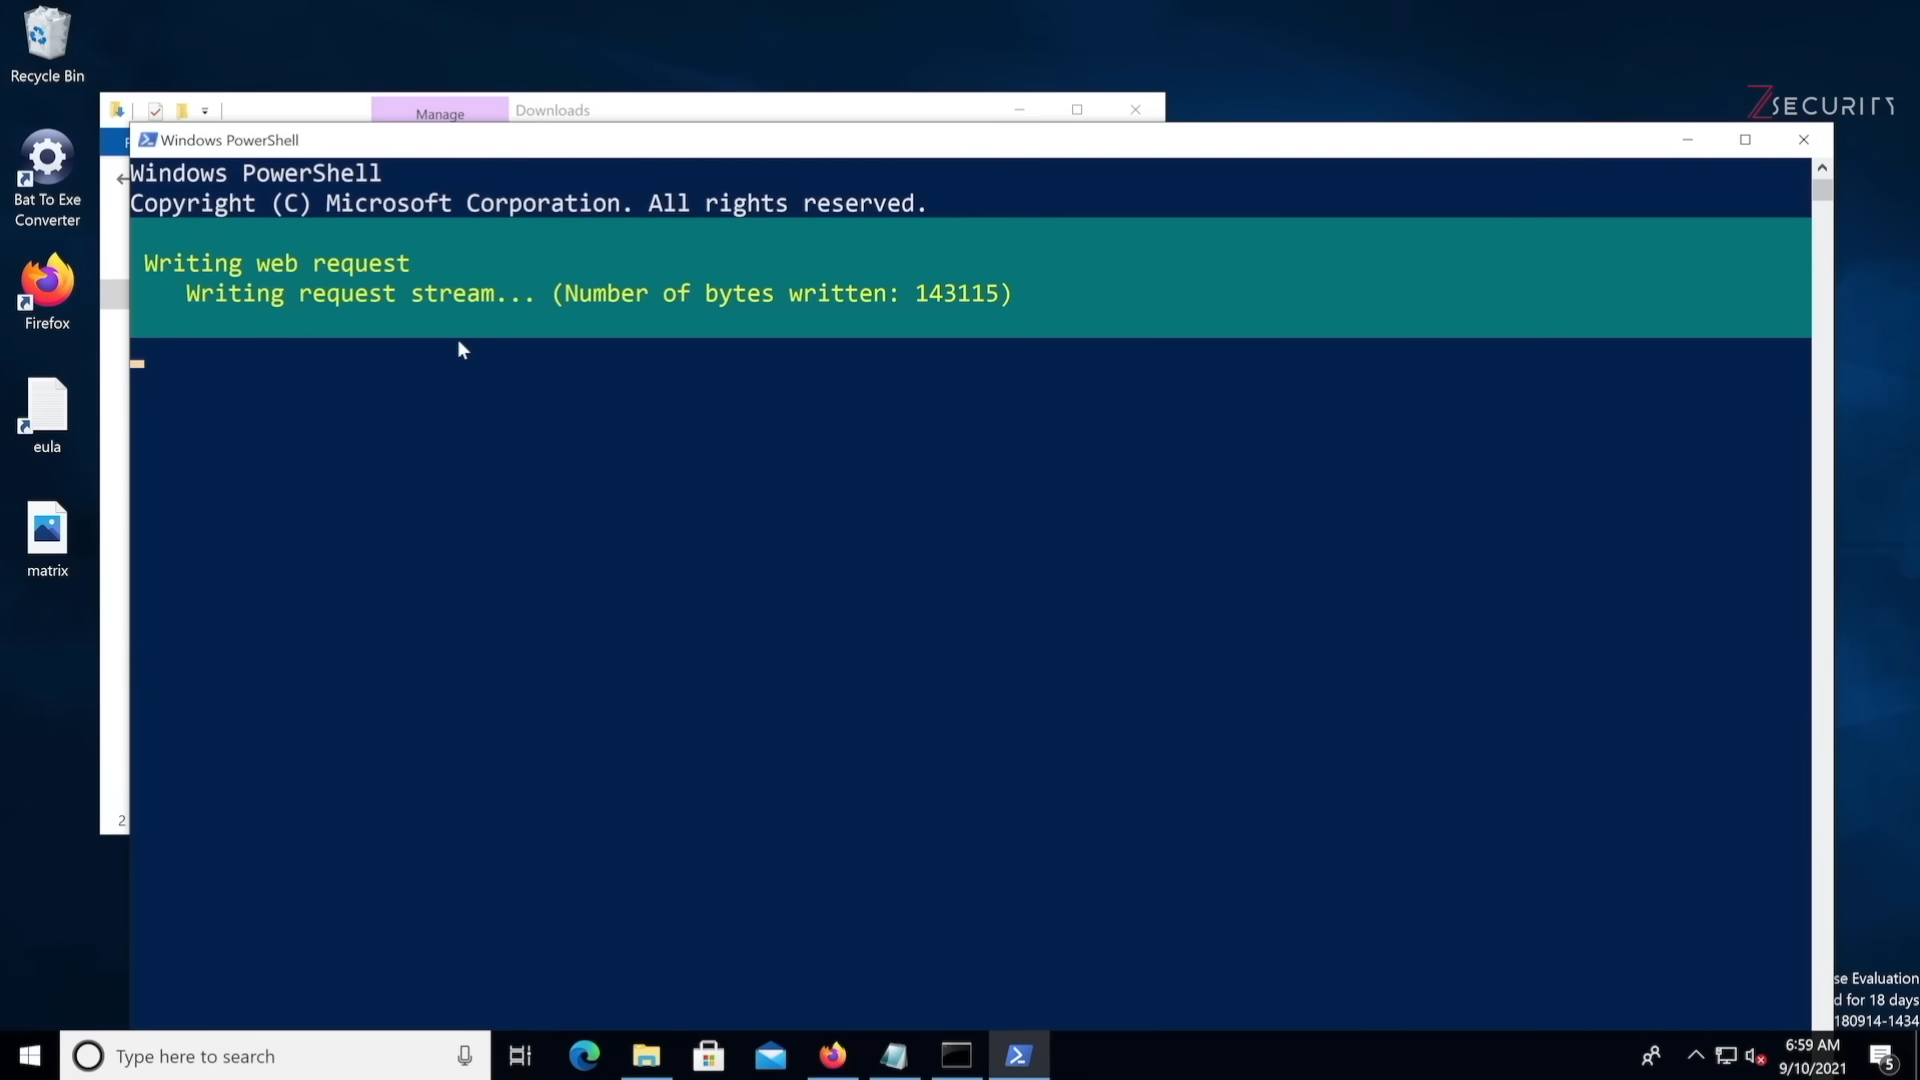 Recycle Bin
Manage
Downloads
ZSECURITY
Windows PowerShell
Windows PowerShell
Copyright (C) Microsoft Corporation. All rights reserved.
Writing web request
Writing request stream... (Number of bytes written: 143115)
Bat To Exe
Converter
Firefox
eula
matrix
2
se Evaluation
d for 18 days
180914-1434
Type here to search
6:59 AM
9/10/2021
5